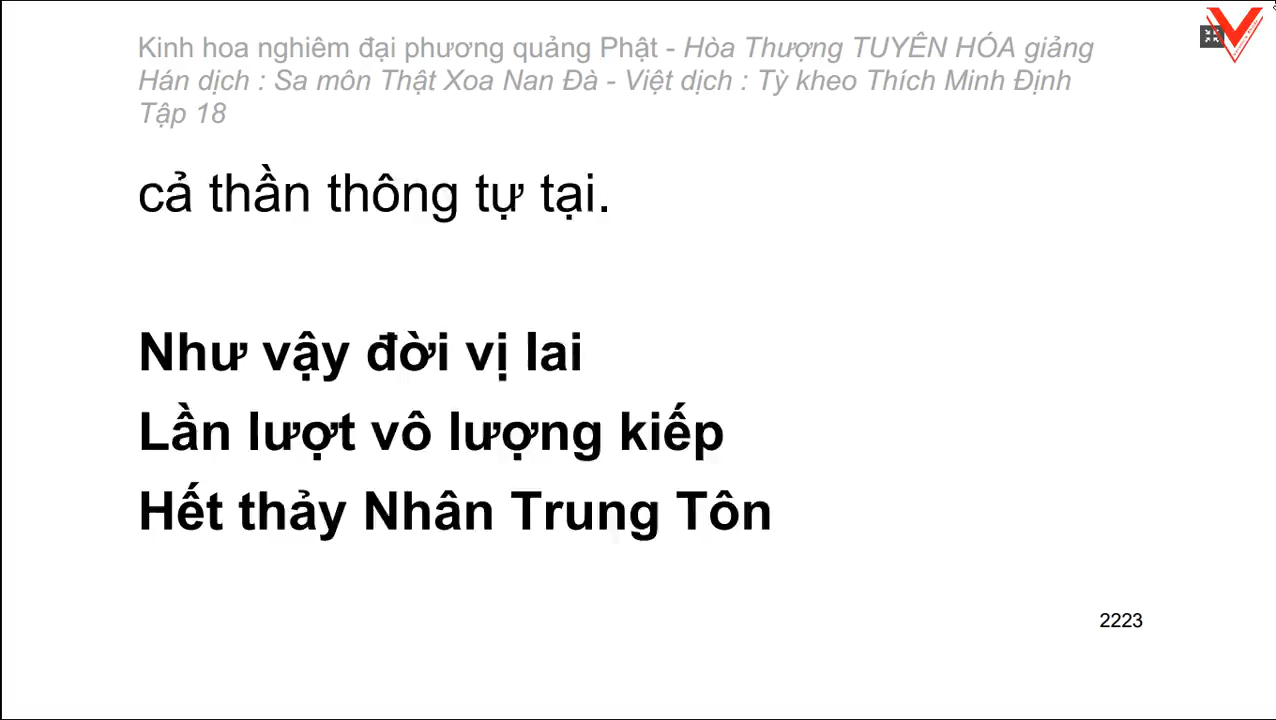 Kinh hoa nghiêm đại phương quảng Phật - Hòa Thượng TUYÊN HÓA giảng
Hán dịch : Sa môn Thật Xoa Nan Đà - Việt dịch : Tỳ kheo Thích Minh Định
Tập 18
cả thần thông tự tại.
Như vậy đời vị lai
Lần lượt vô lượng kiếp
Hết thảy Nhân Trung Tôn
2223